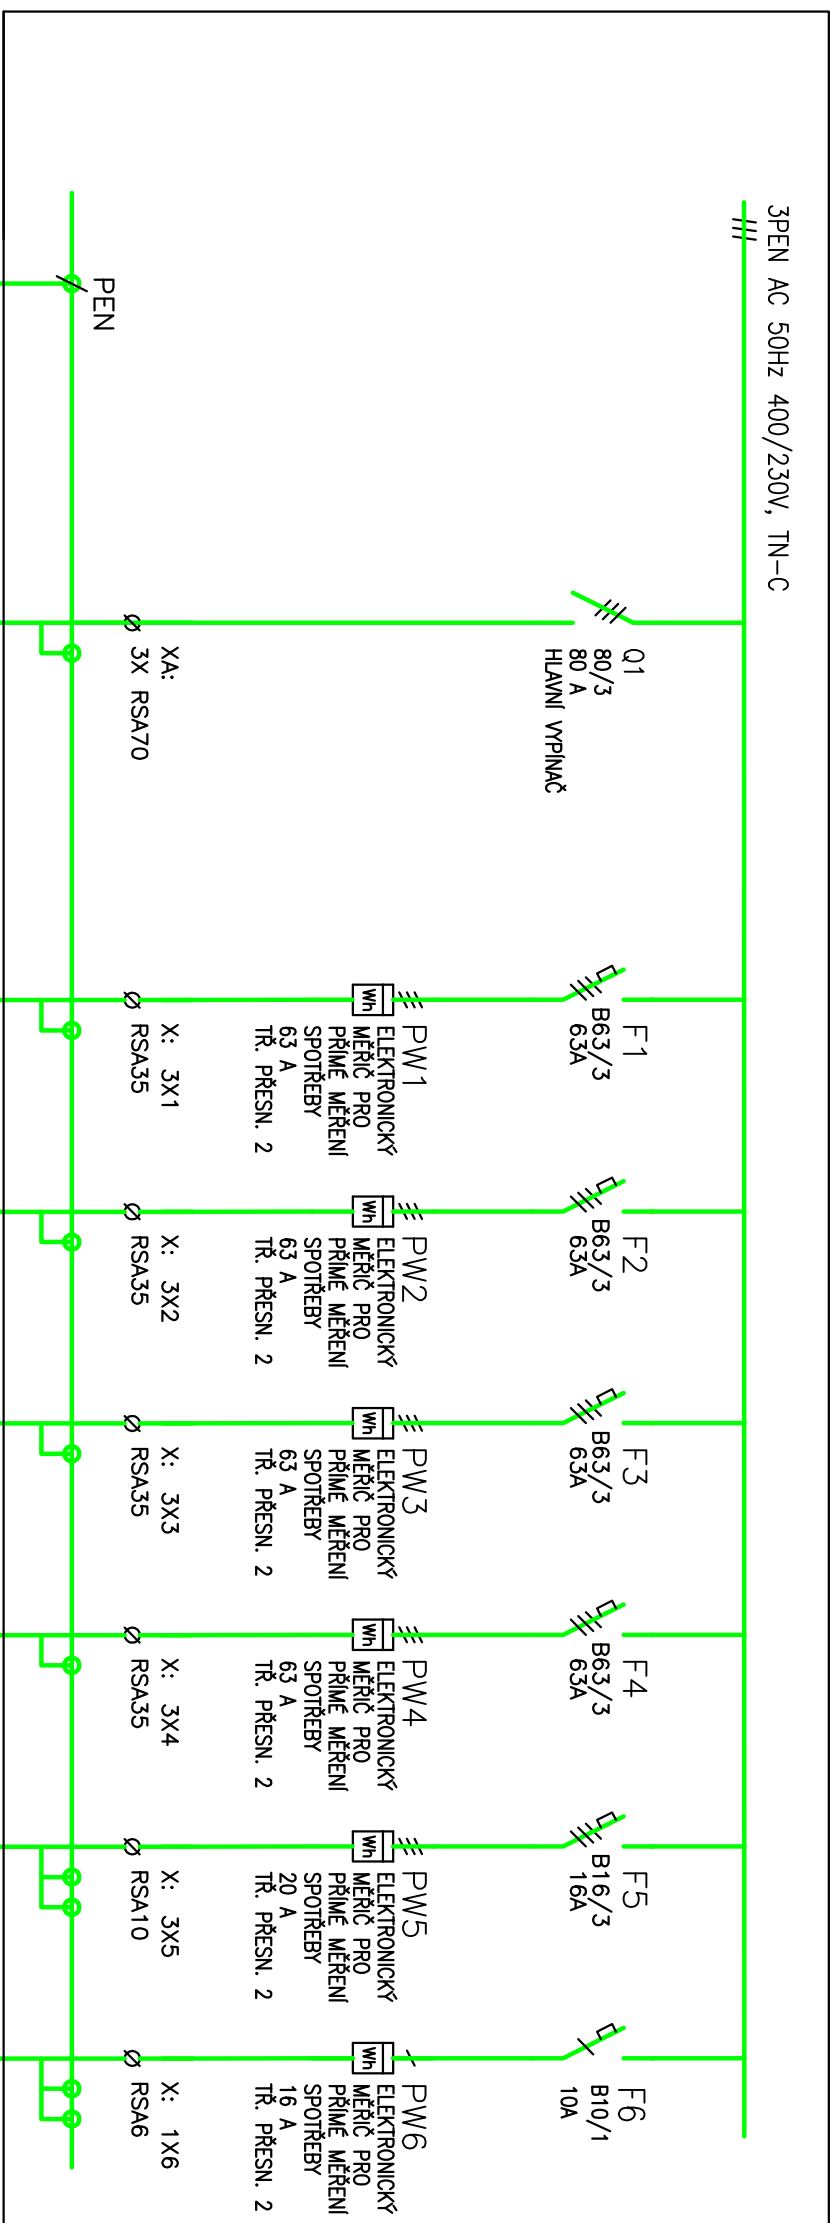 3PEN AC 50Hz 400/230V, TN-C
Q1
80/3
80 A
HLAVNÍ VYPÍNAČ
F1
B63/3
63A
F2
B63/3
63A
F3
B63/3
63A
F4
B63/3
63A
F5
B16/3
16A
F6
B10/1
10A
PW1
ELEKTRONICKÝ
MĚŘIČ PRO
PŘÍMÉ MĚŘENÍ
SPOTŘEBY
63 A
TŘ. PŘESN. 2
Wh
PW2
ELEKTRONICKÝ
MĚŘIČ PRO
PŘÍMÉ MĚŘENÍ
SPOTŘEBY
63 A
TŘ. PŘESN. 2
Wh
PW3
ELEKTRONICKÝ
MĚŘIČ PRO
PŘÍMÉ MĚŘENÍ
SPOTŘEBY
63 A
TŘ. PŘESN. 2
Wh
PW4
ELEKTRONICKÝ
MĚŘIČ PRO
PŘÍMÉ MĚŘENÍ
SPOTŘEBY
63 A
TŘ. PŘESN. 2
Wh
PW5
ELEKTRONICKÝ
MĚŘIČ PRO
PŘÍMÉ MĚŘENÍ
SPOTŘEBY
20 A
TŘ. PŘESN. 2
Wh
PW6
ELEKTRONICKÝ
MĚŘIČ PRO
PŘÍMÉ MĚŘENÍ
SPOTŘEBY
16 A
TŘ. PŘESN. 2
Wh
XA:
3X RSA70
X: 3X1
RSA35
X: 3X2
RSA35
X: 3X3
RSA35
X: 3X4
RSA35
X: 3X5
RSA10
X: 1X6
RSA6
PEN